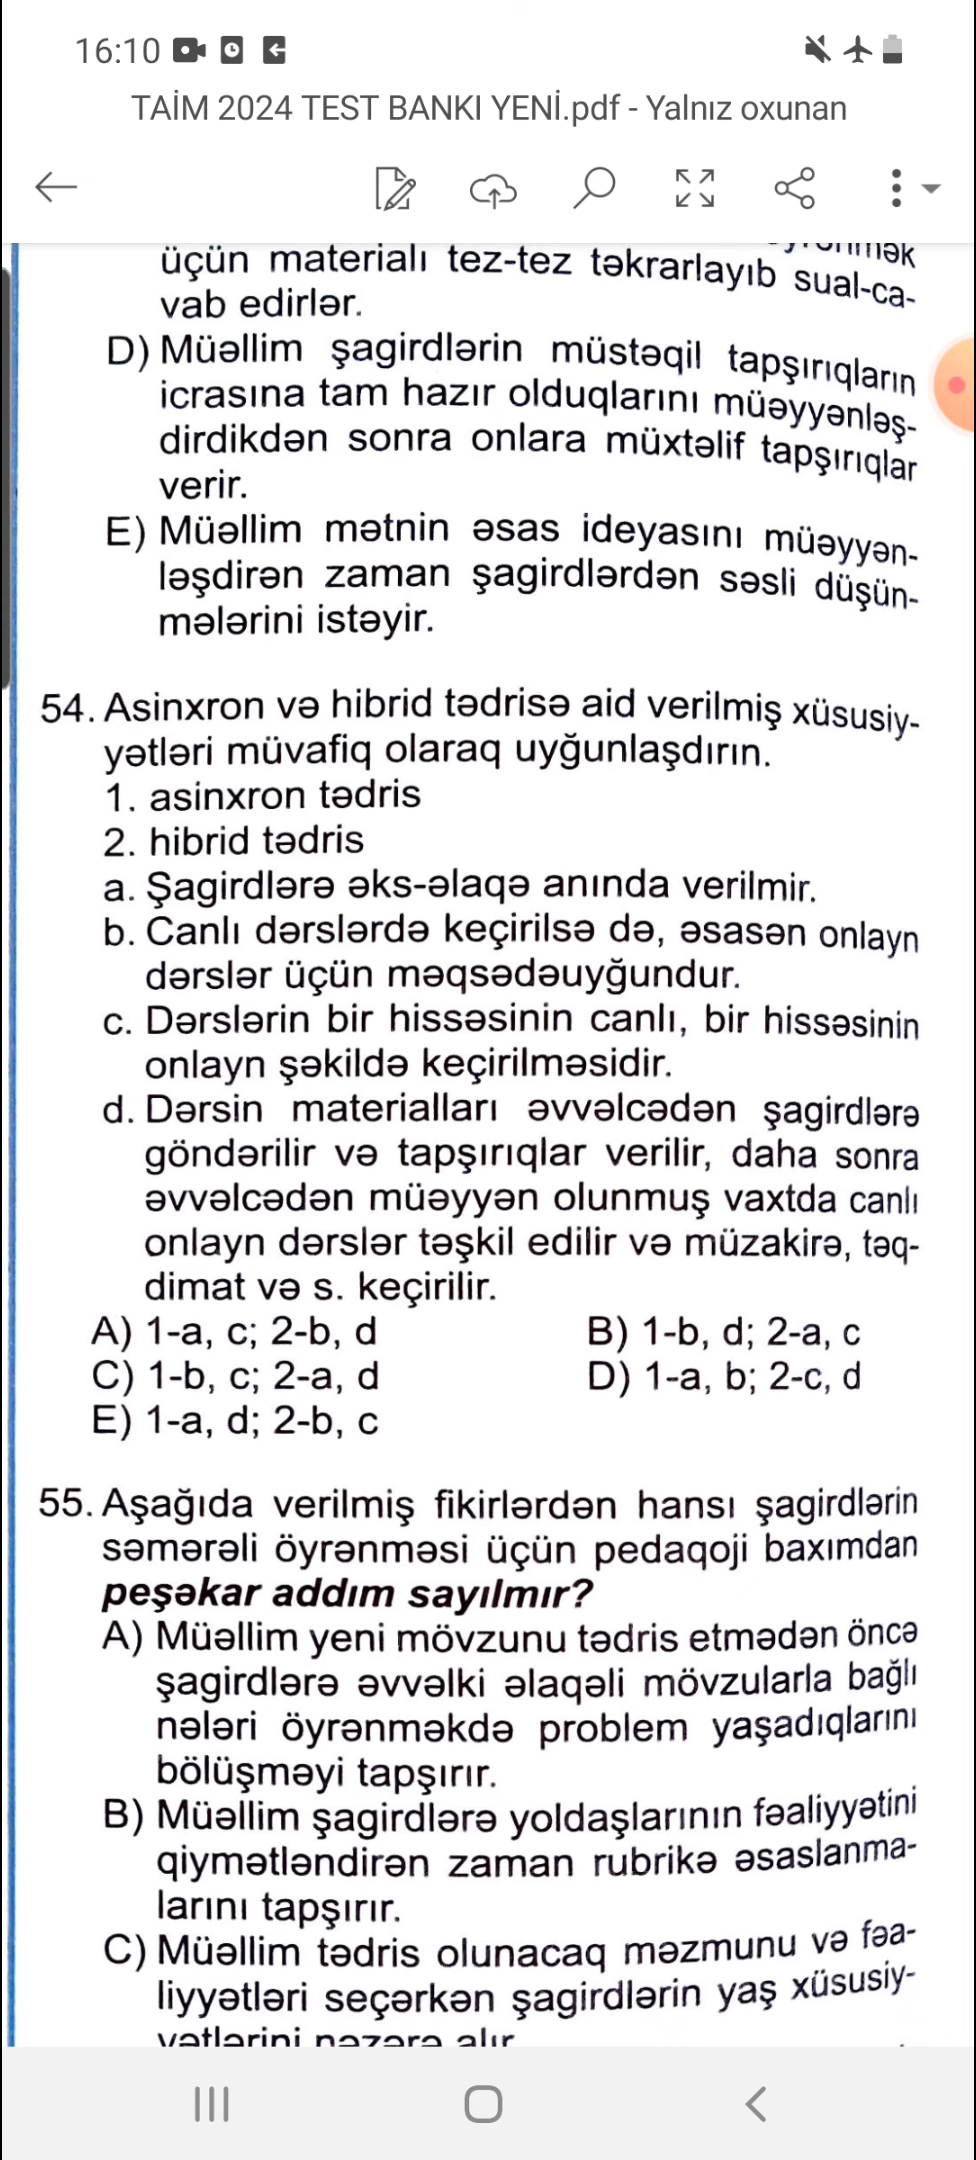 16:10
TAİM 2024 TEST BANKI YENİ.pdf - Yalnız oxunan
üçün materialı tez-tez təkrarlayıb sual-ca-
vab edirlər.
D) Müəllim şagirdlərin müstəqil tapşırıqların
icrasına tam hazır olduqlarını müəyyənləş-
dirdikdən sonra onlara müxtəlif tapşırıqlar
verir.
E) Müəllim mətnin əsas ideyasını müəyyən-
ləşdirən zaman şagirdlərdən səsli düşün-
mələrini istəyir.
54. Asinxron və hibrid tədrisə aid verilmiş xüsusiy-
yətləri müvafiq olaraq uyğunlaşdırın.
1. asinxron tədris
2. hibrid tədris
a. Şagirdlərə əks-əlaqə anında verilmir.
b. Canlı dərslərdə keçirilsə də, əsasən onlayn
dərslər üçün məqsədəuyğundur.
c. Dərslərin bir hissəsinin canlı, bir hissəsinin
onlayn şəkildə keçirilməsidir.
d. Dərsin materialları əvvəlcədən şagirdlərə
göndərilir və tapşırıqlar verilir, daha sonra
əvvəlcədən müəyyən olunmuş vaxtda canlı
onlayn dərslər təşkil edilir və müzakirə, təq-
dimat və s. keçirilir.
A) 1-a, c; 2-b, d B) 1-b, d; 2-a, c
C) 1-b, c; 2-a, d D) 1-a, b; 2-c, d
E) 1-a, d; 2-b, c
55. Aşağıda verilmiş fikirlərdən hansı şagirdlərin
səmərəli öyrənməsi üçün pedaqoji baxımdan
peşəkar addım sayılmır?
A) Müəllim yeni mövzunu tədris etmədən öncə
şagirdlərə əvvəlki əlaqəli mövzularla bağlı
nələri öyrənməkdə problem yaşadıqlarını
bölüşməyi tapşırır.
B) Müəllim şagirdlərə yoldaşlarının fəaliyyətini
qiymətləndirən zaman rubrikə əsaslanma-
larını tapşırır.
C) Müəllim tədris olunacaq məzmunu və fəa-
liyyətləri seçərkən şagirdlərin yaş xüsusiy-
yətlərini nəzərə alır